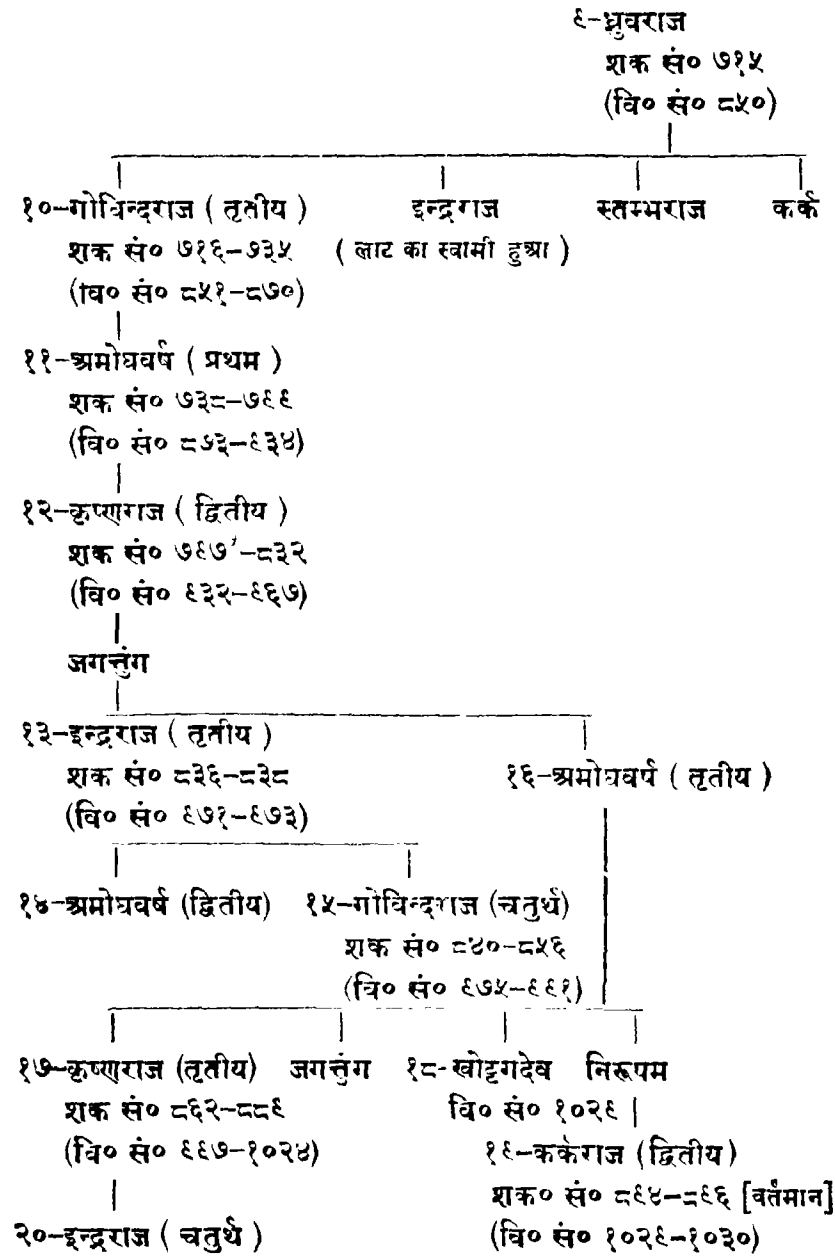 ९-ध्रुवराज
शक सं० ७१५
(वि० सं० ८५०)
१०-गोविन्दराज ( तृतीय ) इन्द्रराज स्तम्भराज कर्क
शक सं० ७१६-७३५ ( लाट का स्वामी हुआ )
(वि० सं० ८५१-८७०)
११-अमोघवर्ष ( प्रथम )
शक सं० ७३८-७९९
(वि० सं० ८७३-९३४)
१२-कृष्णराज ( द्वितीय )
शक सं० ७९७-८३२
(वि० सं० ९३२-९६७)
जगत्तुंग
१३-इन्द्रराज ( तृतीय )
शक सं० ८३६-८३८ १६-अमोघवर्ष ( तृतीय )
(वि० सं० ९७१-९७३)
१४-अमोघवर्ष (द्वितीय) १५-गोविन्दराज (चतुर्थ)
शक सं० ८४०-८५६
(वि० सं० ९७५-९९१)
१७-कृष्णराज (तृतीय) जगत्तुंग १८-खोट्टगदेव निरूपम
शक सं० ८६२-८८९ वि० सं० १०२९
(वि० सं० ९९७-१०२४) १९-कर्कराज (द्वितीय)
शक० सं० ८९४-८९६ [वर्तमान]
२०-इन्द्रराज ( चतुर्थ ) (वि० सं० १०२९-१०३०)